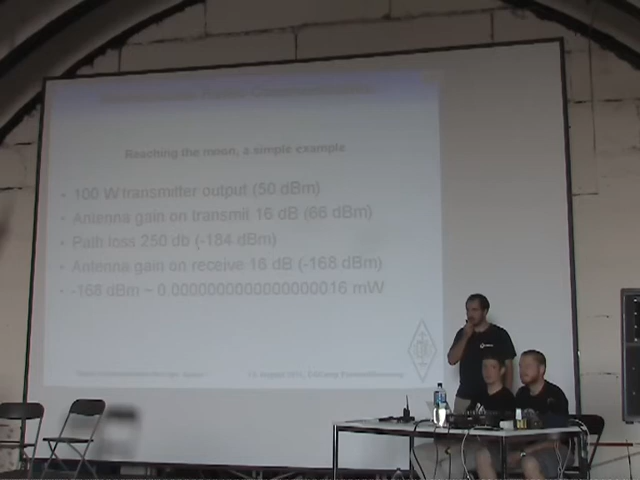 Reaching the moon, a simple example
• 100 W transmitter output (50 dBm)
• Antenna gain on transmit 16 dB (66 dBm)
• Path loss 250 db (-184 dBm)
• Antenna gain on receive 16 dB (-168 dBm)
• -168 dBm ~ 0,0000000000000000016 mW